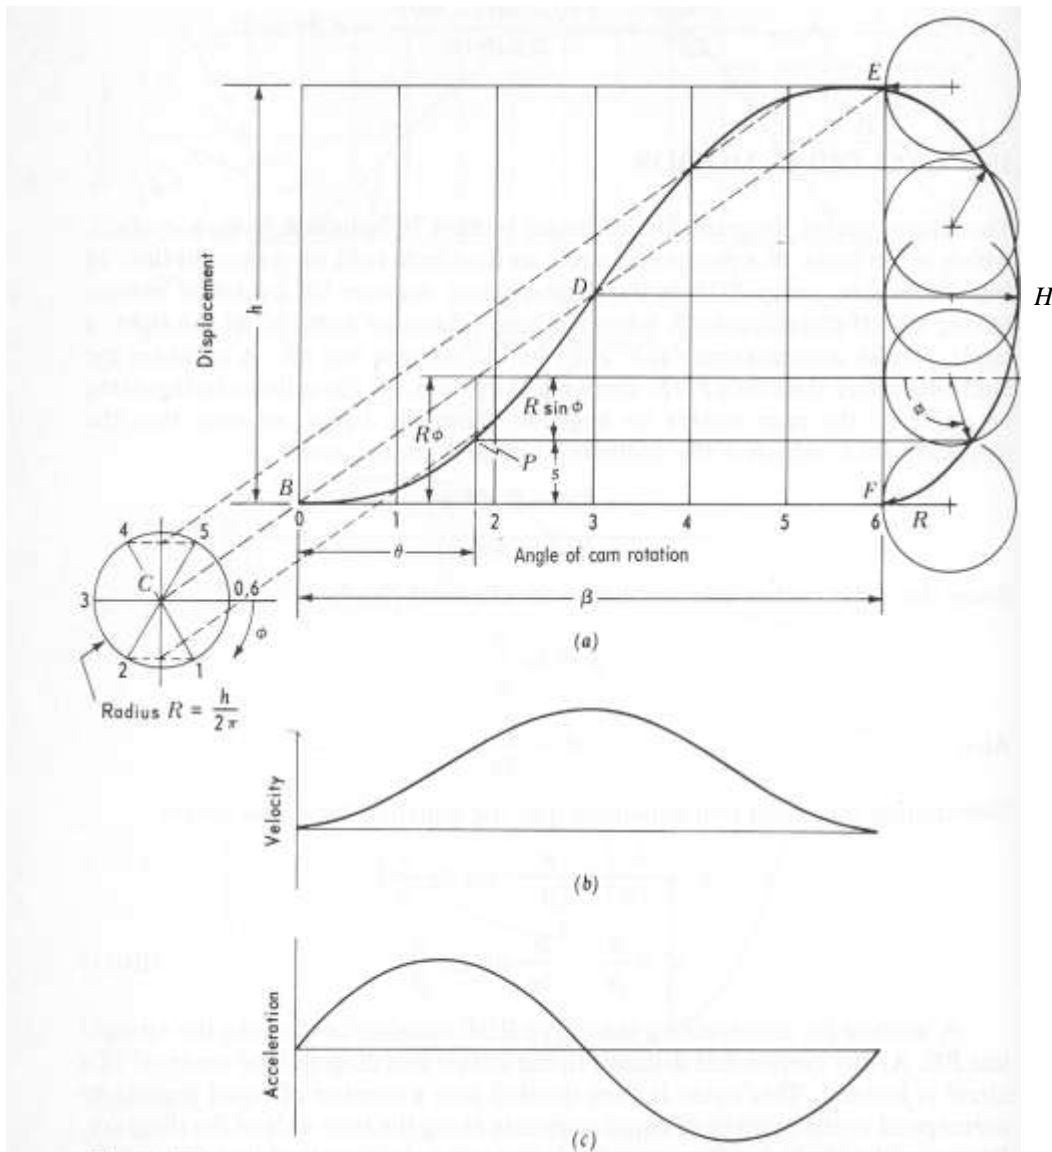 E
H
Displacement
h
D
R sin ϕ
Rϕ
ϕ
P
s
B
F
R
0 1 2 3 4 5 6
θ
Angle of cam rotation
β
(a)
4 5
C
3
0,6
ϕ
2 1
Radius R = h/2π
Velocity
(b)
Acceleration
(c)